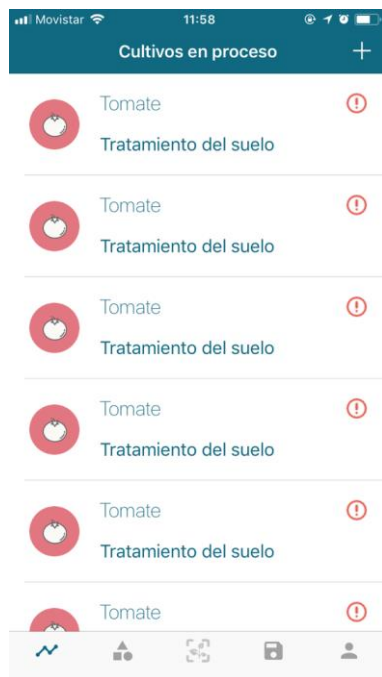 Movistar 11:58
Cultivos en proceso
Tomate
Tratamiento del suelo
Tomate
Tratamiento del suelo
Tomate
Tratamiento del suelo
Tomate
Tratamiento del suelo
Tomate
Tratamiento del suelo
Tomate